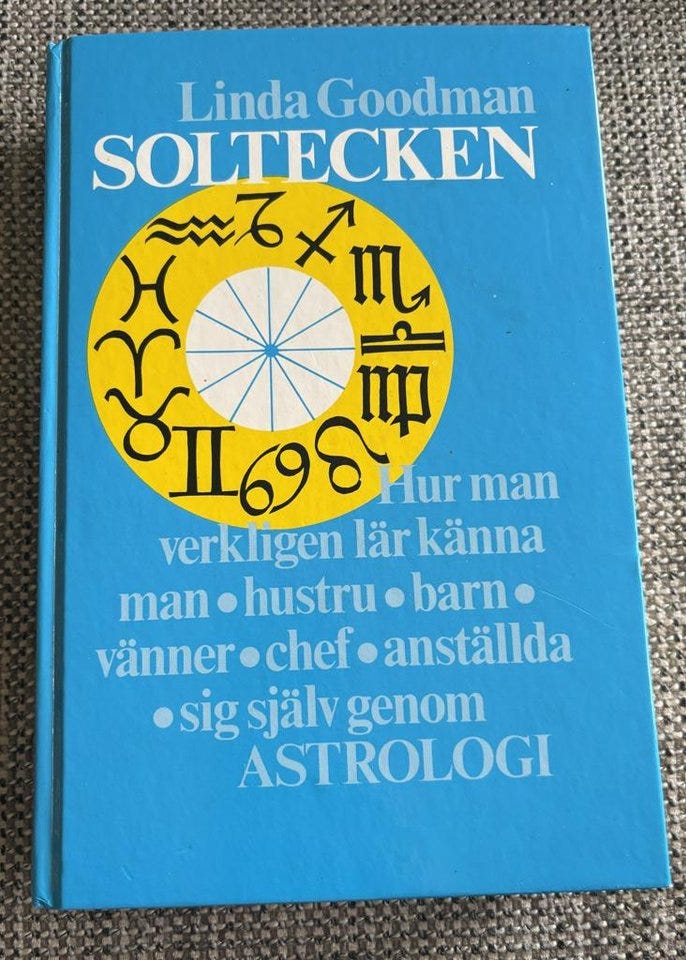 Linda Goodman
SOLTECKEN
Hur man
verkligen lär känna
man • hustru • barn •
vänner • chef • anställda
• sig själv genom
ASTROLOGI